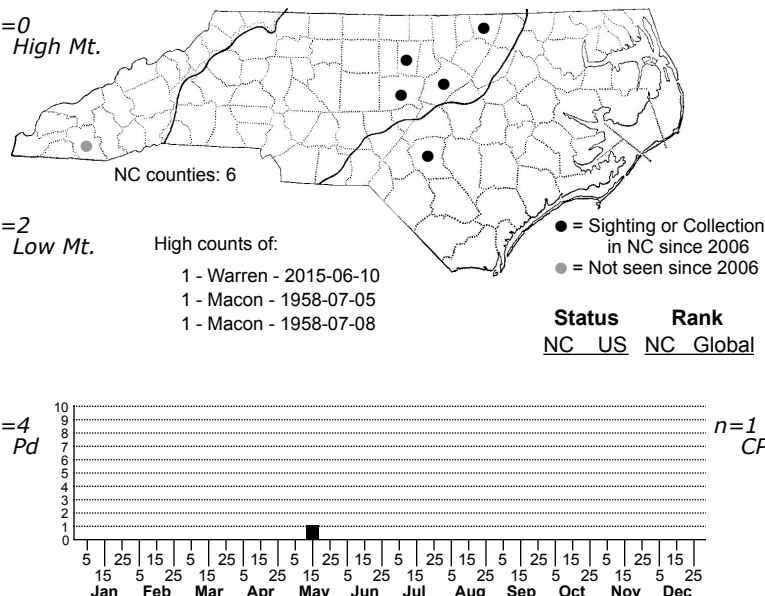 =0
High Mt.
NC counties: 6
=2
Low Mt.
High counts of:
1 - Warren - 2015-06-10
1 - Macon - 1958-07-05
1 - Macon - 1958-07-08
= Sighting or Collection
in NC since 2006
= Not seen since 2006
Status Rank
NC US NC Global
=4
Pd
n=1
CP
10
9
8
7
6
5
4
3
2
1
0
5 25 15 5 25 15 5 25 15 5 25 15 5 25 15 5 25 15 5 25 15
15 5 25 15 5 25 15 5 25 15 5 25 15 5 25 15 5 25 15 5 25
Jan Feb Mar Apr May Jun Jul Aug Sep Oct Nov Dec